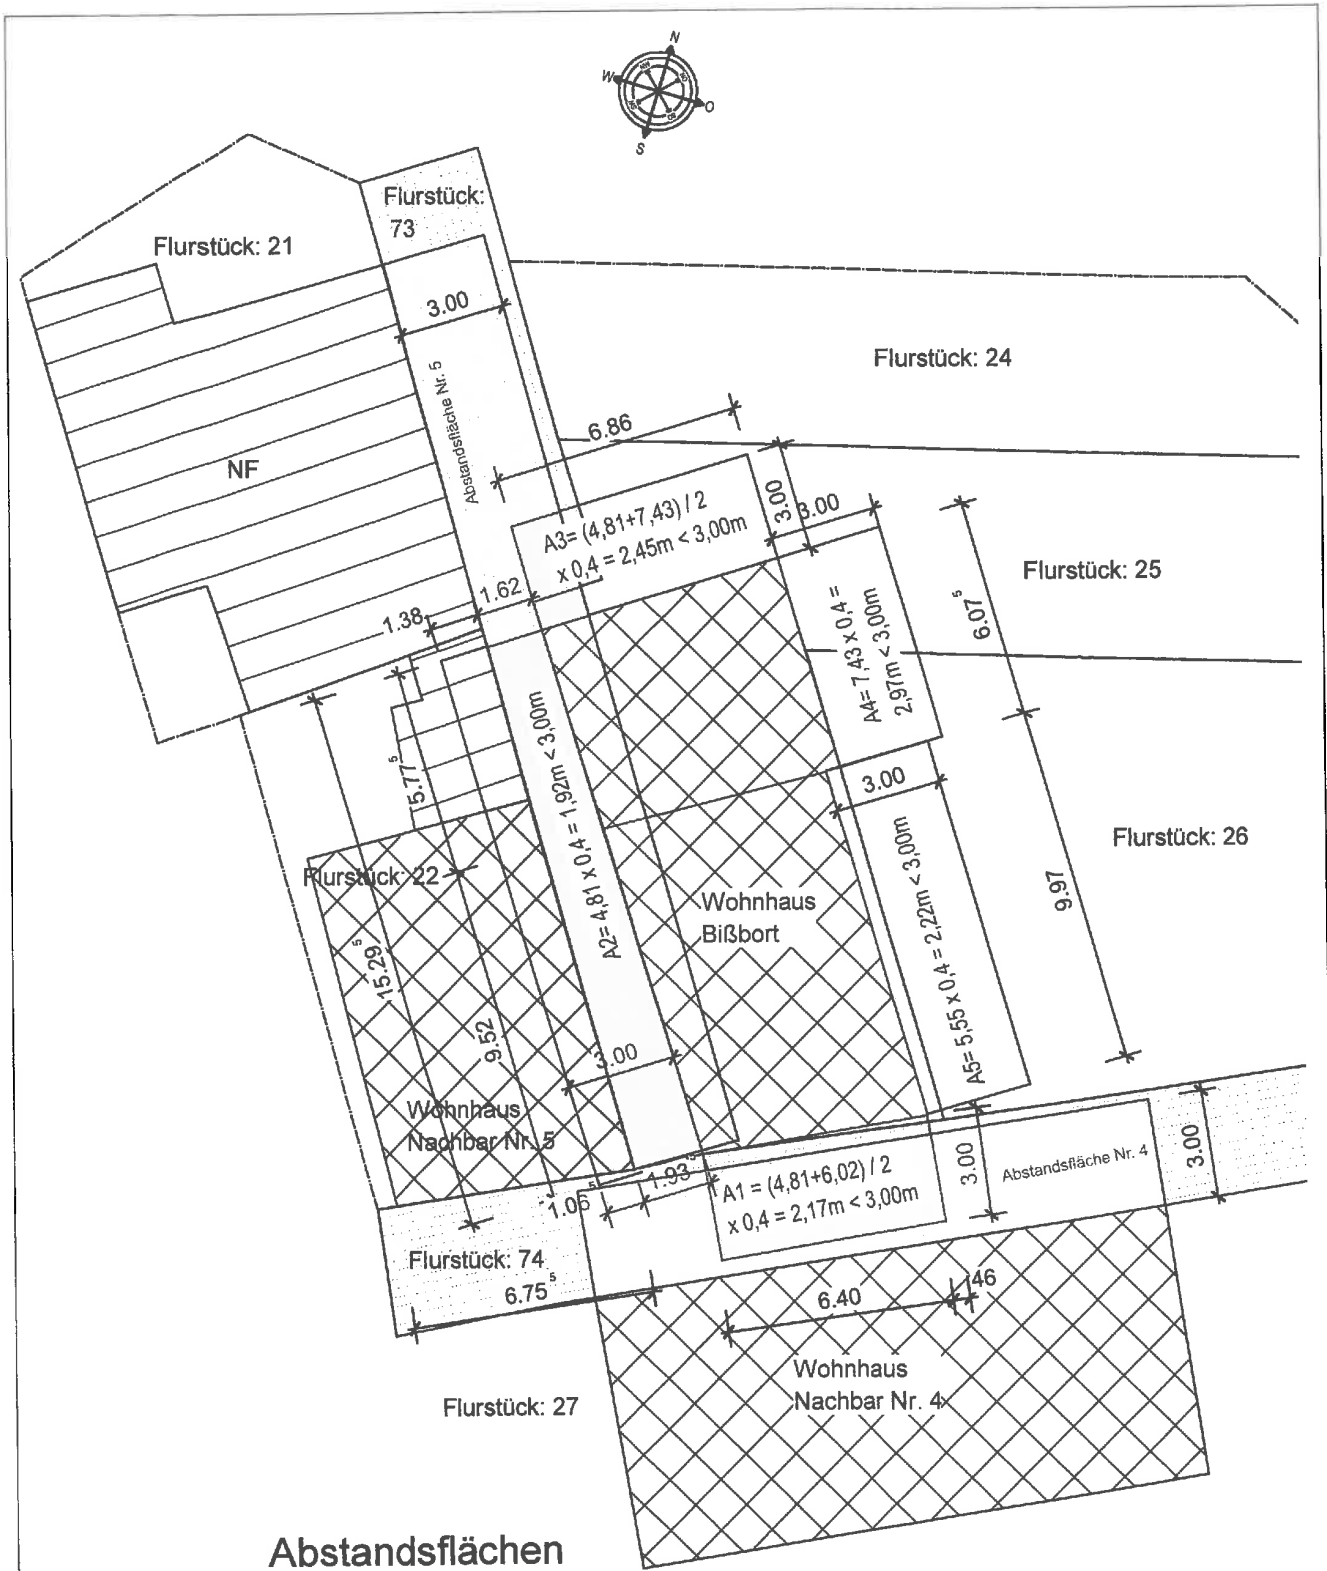 N
W
O
S
Flurstück:
73
Flurstück: 21
3.00
Flurstück: 24
Abstandsfläche Nr. 5
6.86
NF
A3= (4,81+7,43) / 2
x 0,4 = 2,45m < 3,00m
3.00
3.00
Flurstück: 25
1.62
1.38
6.07⁵
A4= 7,43 x 0,4 =
2,97m < 3,00m
5.77⁵
A2= 4,81 x 0,4 = 1,92m < 3,00m
3.00
Flurstück: 26
Flurstück: 22
Wohnhaus
Bißbort
9.97
15.29⁵
9.52
A5= 5,55 x 0,4 = 2,22m < 3,00m
3.00
Wohnhaus
Nachbar Nr. 5
1.06⁵
1.93⁵
A1 = (4,81+6,02) / 2
x 0,4 = 2,17m < 3,00m
3.00
Abstandsfläche Nr. 4
3.00
Flurstück: 74
6.75⁵
6.40
46
Wohnhaus
Nachbar Nr. 4
Flurstück: 27
Abstandsflächen